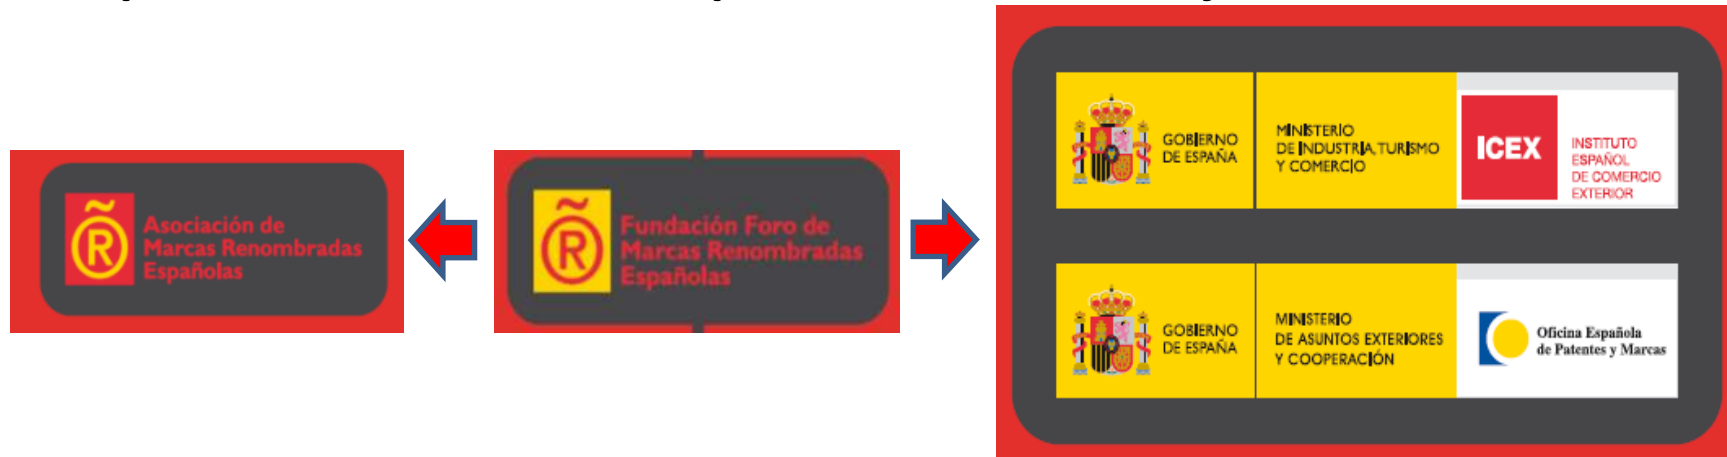 R̃
Asociación de
Marcas Renombradas
Españolas
R̃
Fundación Foro de
Marcas Renombradas
Españolas
GOBIERNO
DE ESPAÑA
MINISTERIO
DE INDUSTRIA, TURISMO
Y COMERCIO
ICEX
INSTITUTO
ESPAÑOL
DE COMERCIO
EXTERIOR
GOBIERNO
DE ESPAÑA
MINISTERIO
DE ASUNTOS EXTERIORES
Y COOPERACIÓN
Oficina Española
de Patentes y Marcas